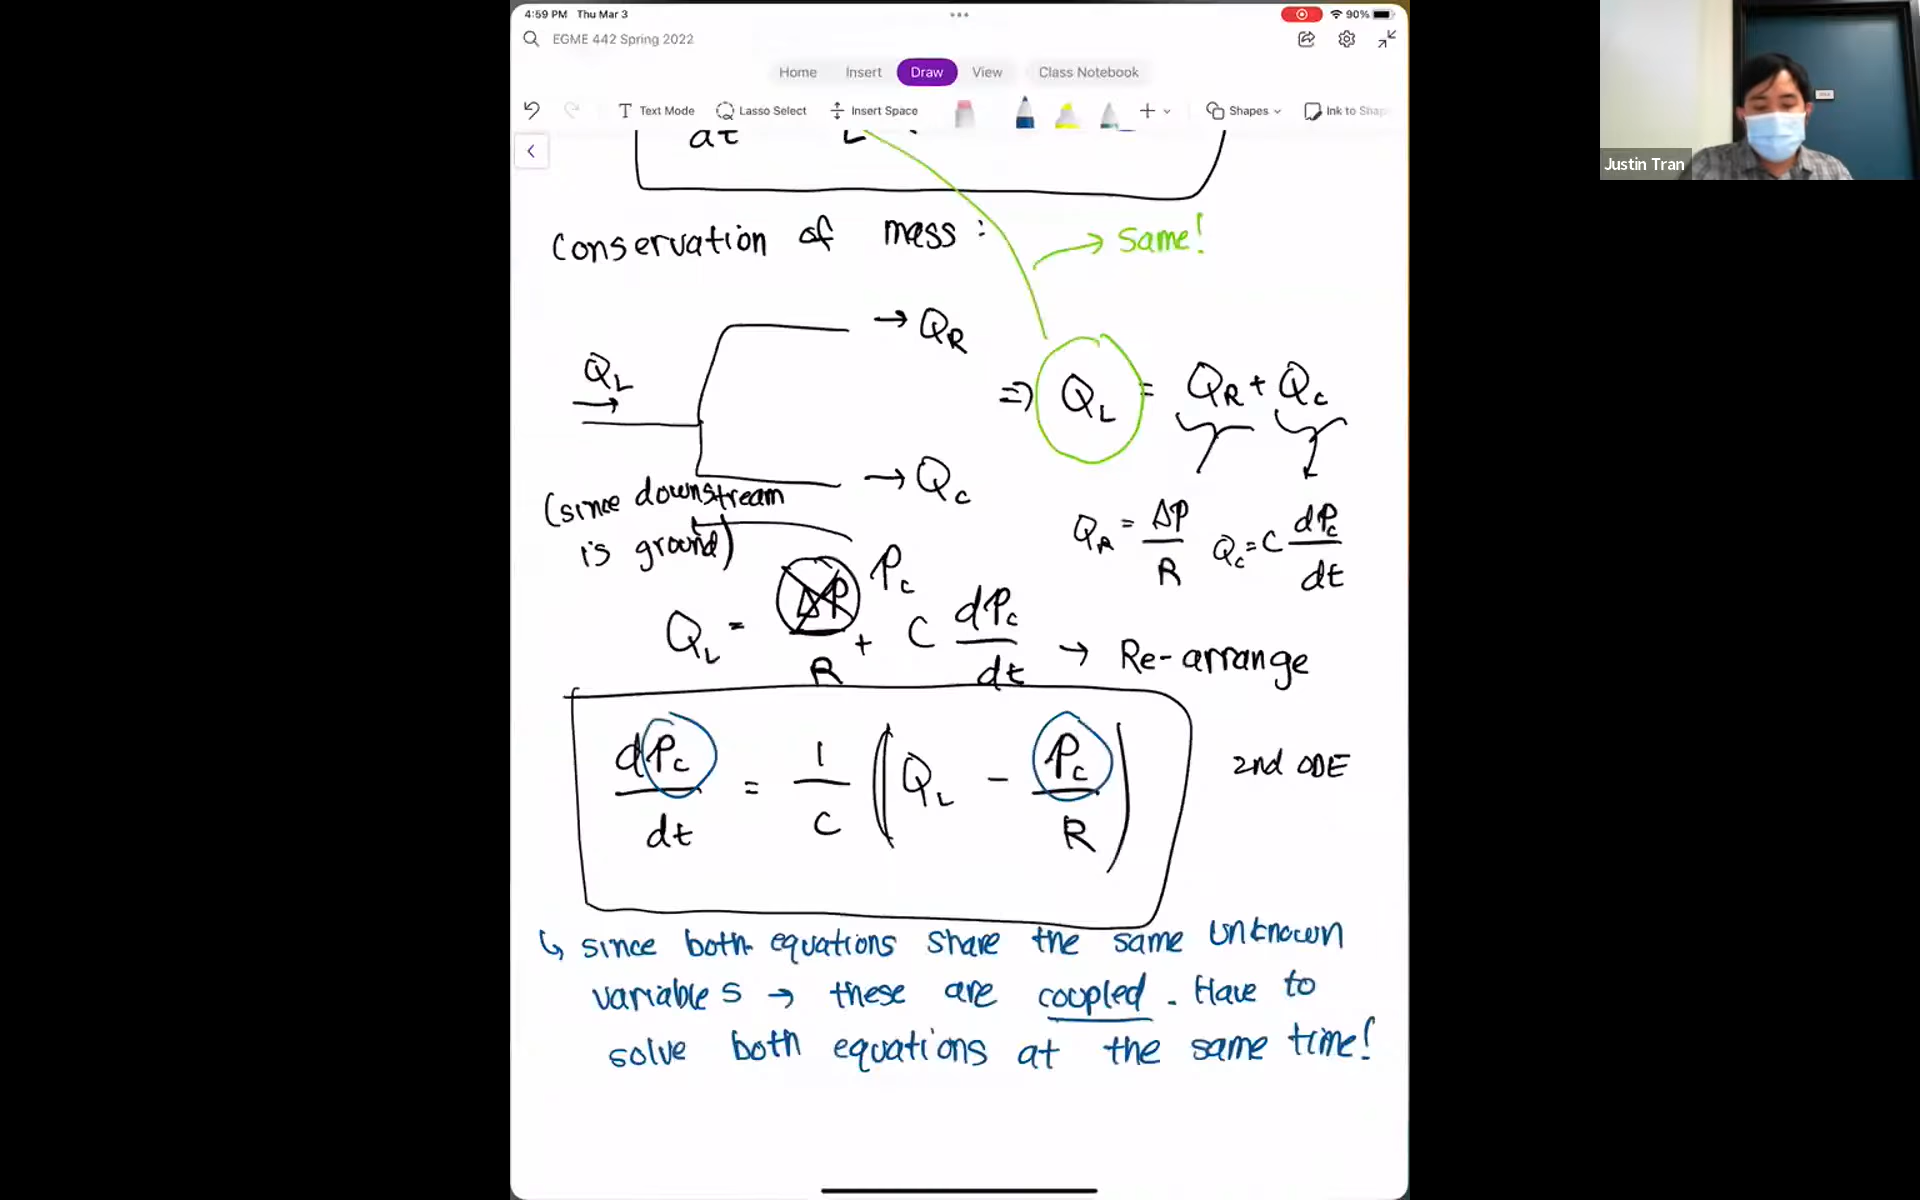 4:59 PM Thu Mar 3
90%
EGME 442 Spring 2022
Home Insert Draw View Class Notebook
Text Mode Lasso Select Insert Space Shapes Ink to Shap
Justin Tran
dt L
Conservation of mass :
→ Same!
→ Q_R
Q_L
⇒ Q_L = Q_R + Q_C
→ Q_C
(since downstream
is ground)
Q_R = ΔP/R Q_C = C dP_C/dt
Q_L = ΔP P_C/R + C dP_C/dt → Re-arrange
dP_C/dt = 1/C (Q_L - P_C/R)
2nd ODE
↳ since both equations share the same unknown
variables → these are coupled. Have to
solve both equations at the same time!